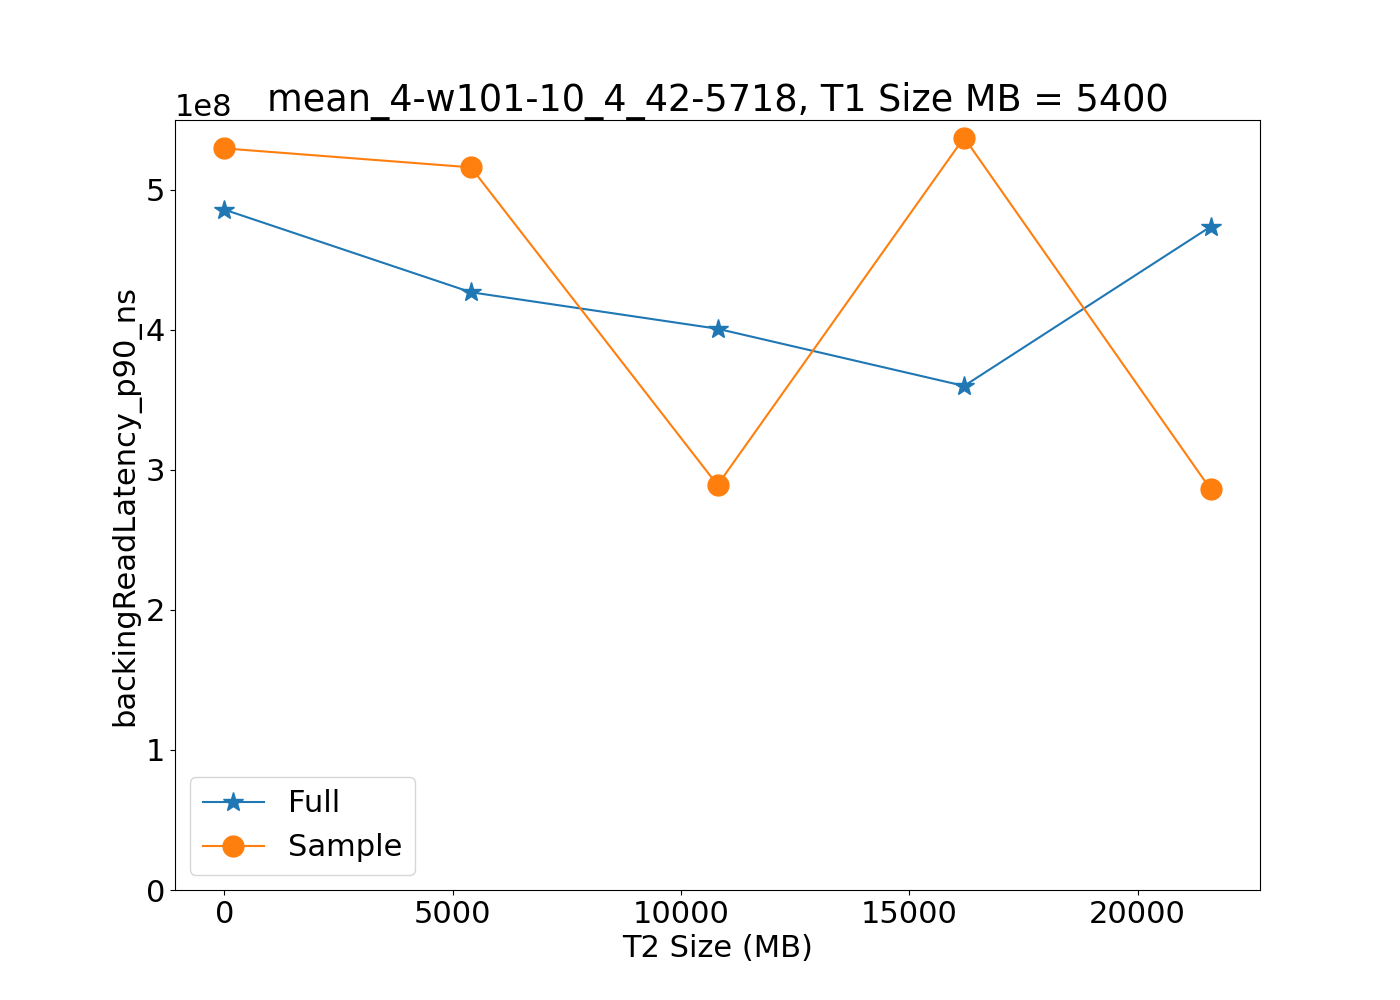 1e8
mean_4-w101-10_4_42-5718, T1 Size MB = 5400
backingReadLatency_p90_ns
5
4
3
2
1
0
0 5000 10000 15000 20000
T2 Size (MB)
Full
Sample